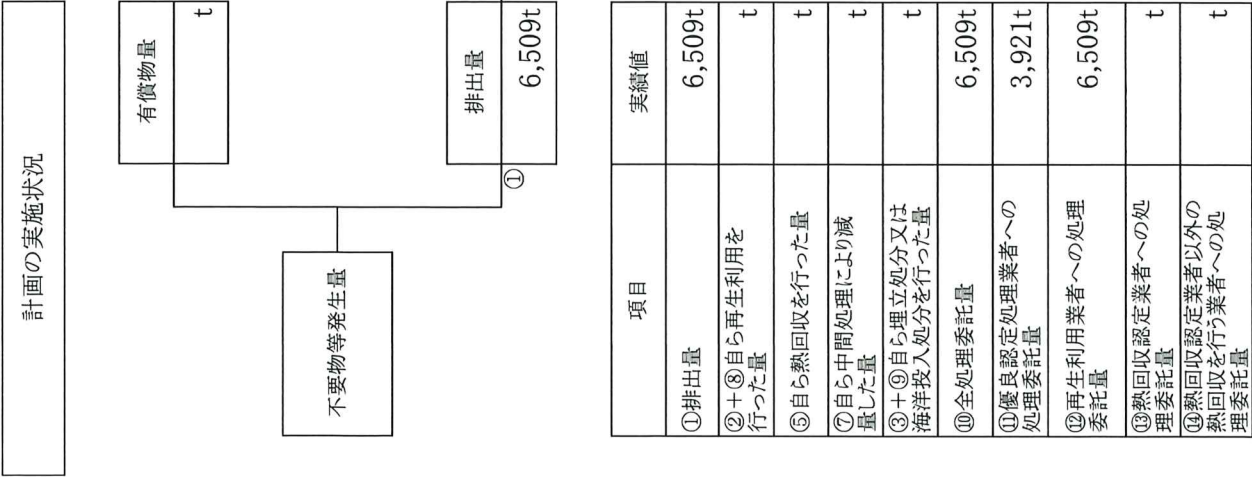 計画の実施状況
不要物等発生量
有償物量
t
①
排出量
6,509t
項目
実績値
①排出量
6,509t
②+⑧自ら再生利用を
行った量
t
⑤自ら熱回収を行った量
t
⑦自ら中間処理により減
量した量
t
③+⑨自ら埋立処分又は
海洋投入処分を行った量
t
⑩全処理委託量
6,509t
⑪優良認定処理業者への
処理委託量
3,921t
⑫再生利用業者への処理
委託量
6,509t
⑬熱回収認定業者への処
理委託量
t
⑭熱回収認定業者以外の
熱回収を行う業者への処
理委託量
t